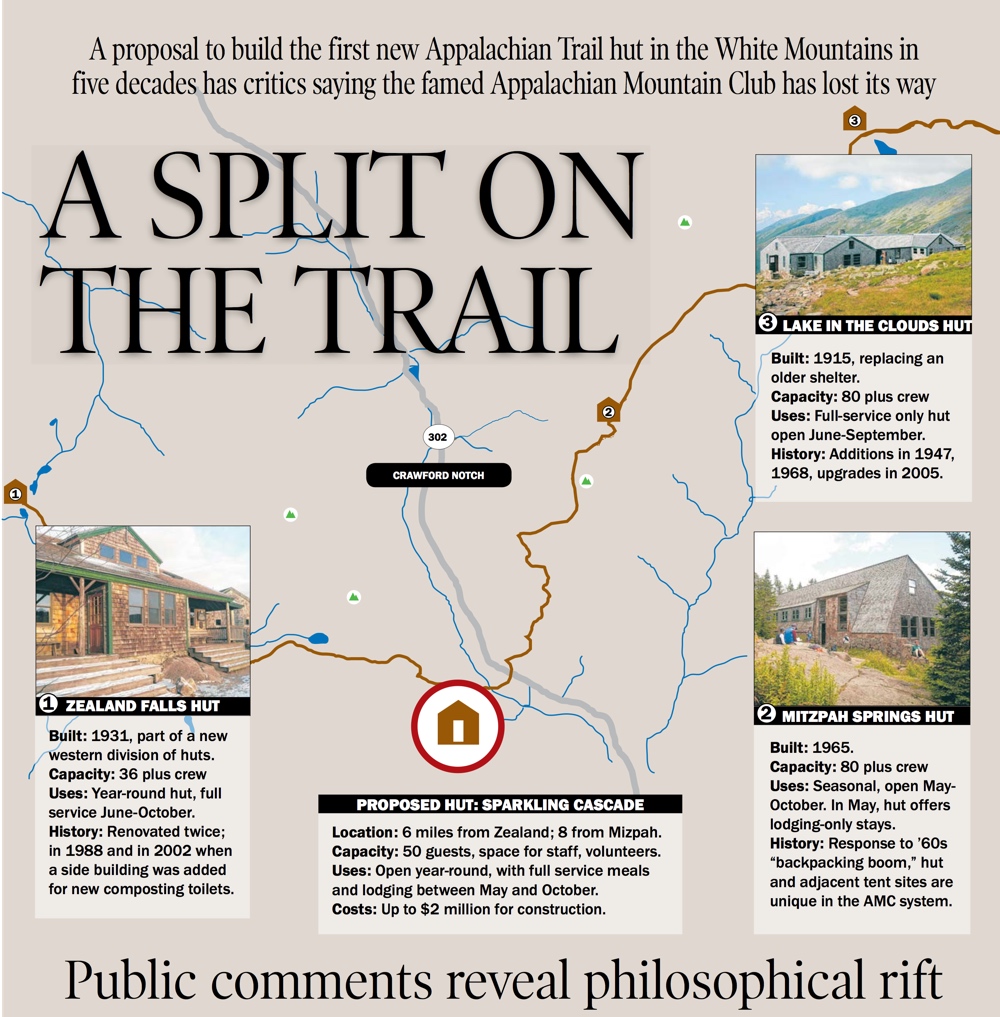 A proposal to build the first new Appalachian Trail hut in the White Mountains in
five decades has critics saying the famed Appalachian Mountain Club has lost its way
A SPLIT ON
THE TRAIL
3
3 LAKE IN THE CLOUDS HUT
Built: 1915, replacing an
older shelter.
Capacity: 80 plus crew
Uses: Full-service only hut
open June-September.
History: Additions in 1947,
1968, upgrades in 2005.
2
302
CRAWFORD NOTCH
1
1 ZEALAND FALLS HUT
Built: 1931, part of a new
western division of huts.
Capacity: 36 plus crew
Uses: Year-round hut, full
service June-October.
History: Renovated twice;
in 1988 and in 2002 when
a side building was added
for new composting toilets.
PROPOSED HUT: SPARKLING CASCADE
Location: 6 miles from Zealand; 8 from Mizpah.
Capacity: 50 guests, space for staff, volunteers.
Uses: Open year-round, with full service meals
and lodging between May and October.
Costs: Up to $2 million for construction.
2 MITZPAH SPRINGS HUT
Built: 1965.
Capacity: 80 plus crew
Uses: Seasonal, open May-
October. In May, hut offers
lodging-only stays.
History: Response to ’60s
“backpacking boom,” hut
and adjacent tent sites are
unique in the AMC system.
Public comments reveal philosophical rift